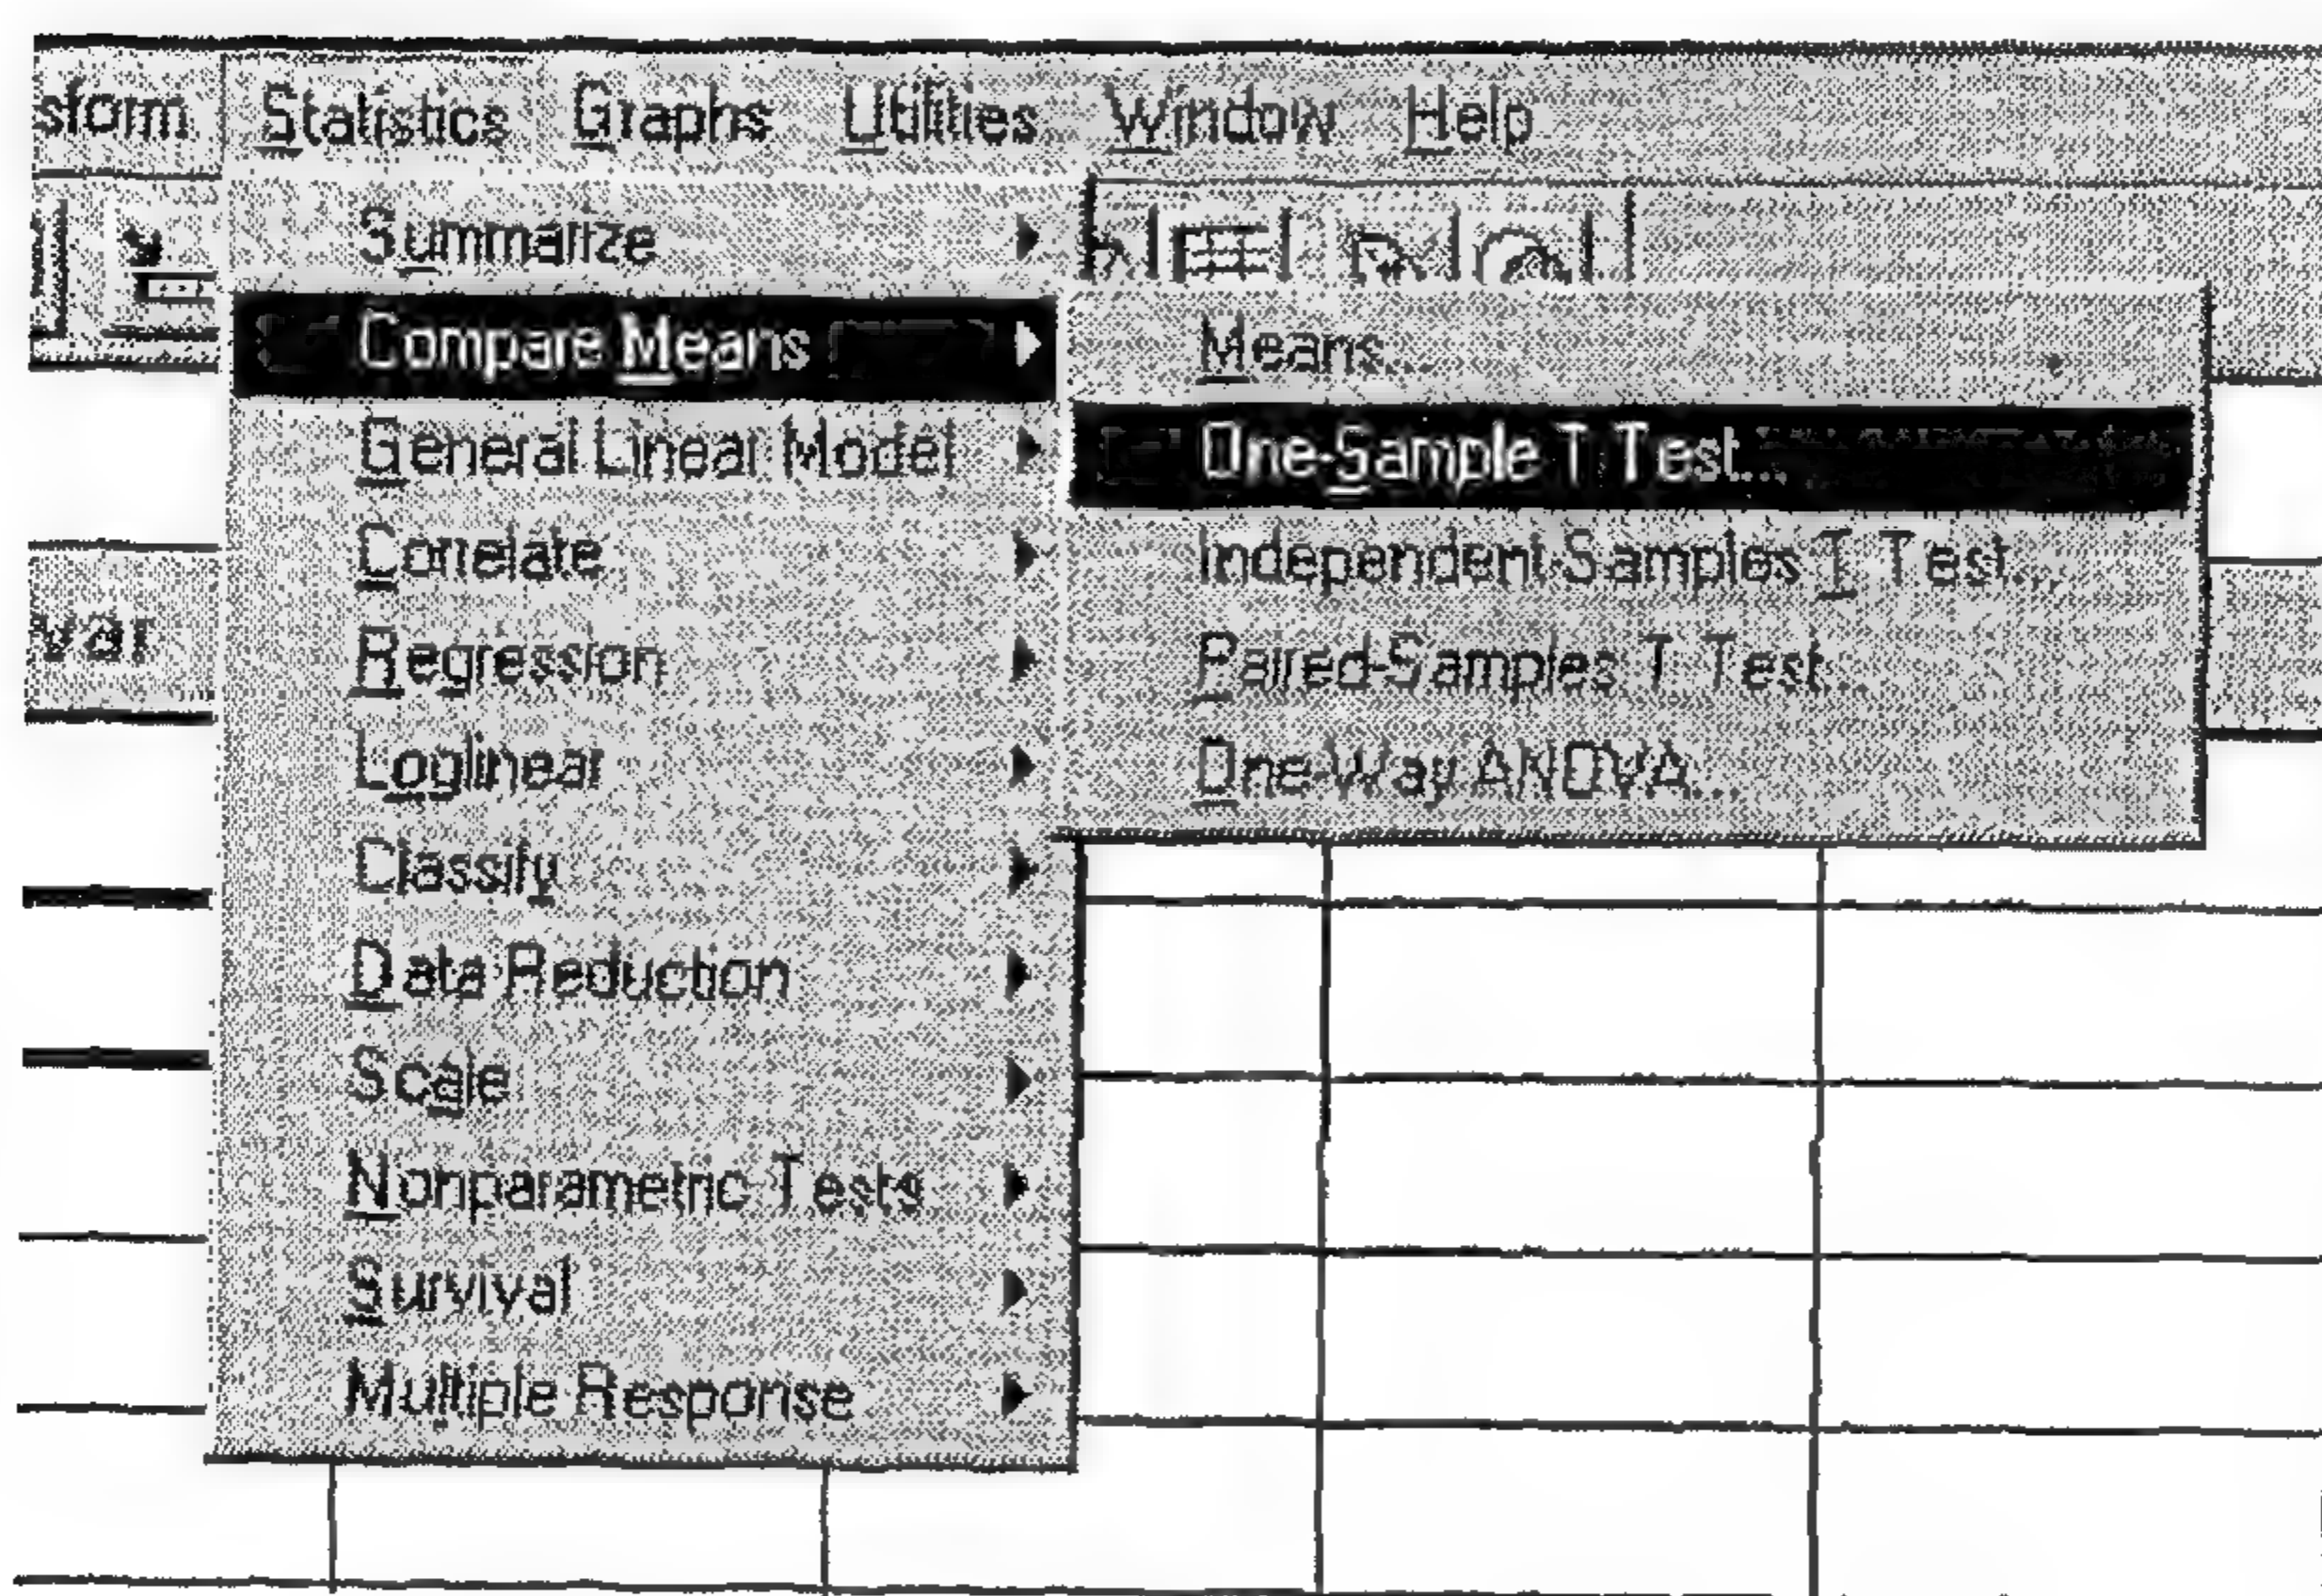 sform Statistics Graphs Utilities Window Help
Summarize
Compare Means
General Linear Model
Correlate
Regression
Loglinear
Classify
Data Reduction
Scale
Nonparametric Tests
Survival
Multiple Response
Means...
One-Sample T Test...
Independent-Samples T Test...
Paired-Samples T Test...
One-Way ANOVA...
var